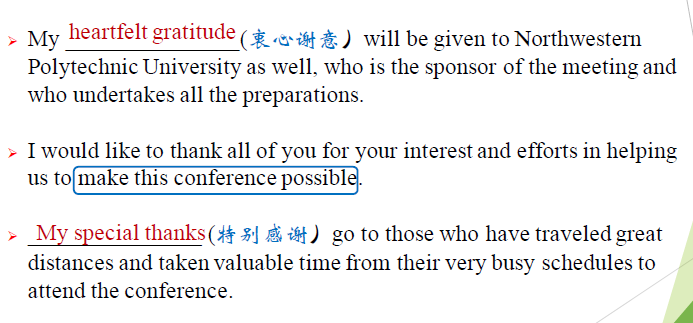 ➢ My heartfelt gratitude (衷心谢意) will be given to Northwestern
Polytechnic University as well, who is the sponsor of the meeting and
who undertakes all the preparations.
➢ I would like to thank all of you for your interest and efforts in helping
us to make this conference possible.
➢ My special thanks (特别感谢) go to those who have traveled great
distances and taken valuable time from their very busy schedules to
attend the conference.